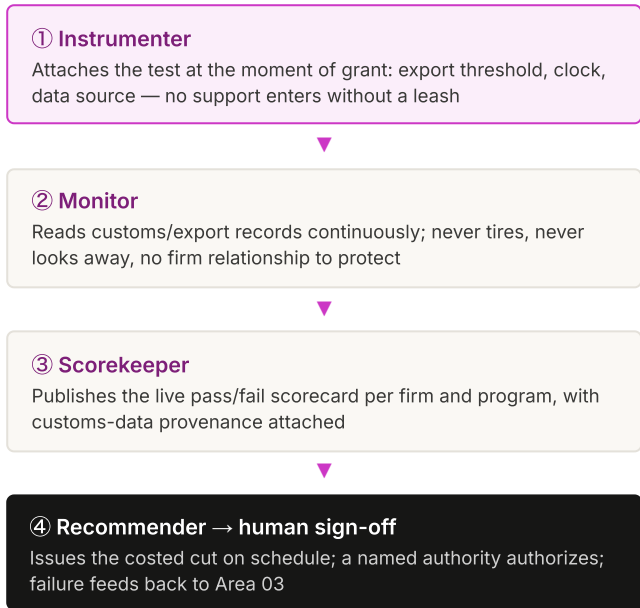 ① Instrumenter
Attaches the test at the moment of grant: export threshold, clock,
data source — no support enters without a leash
▼
② Monitor
Reads customs/export records continuously; never tires, never
looks away, no firm relationship to protect
▼
③ Scorekeeper
Publishes the live pass/fail scorecard per firm and program, with
customs-data provenance attached
▼
④ Recommender → human sign-off
Issues the costed cut on schedule; a named authority authorizes;
failure feeds back to Area 03